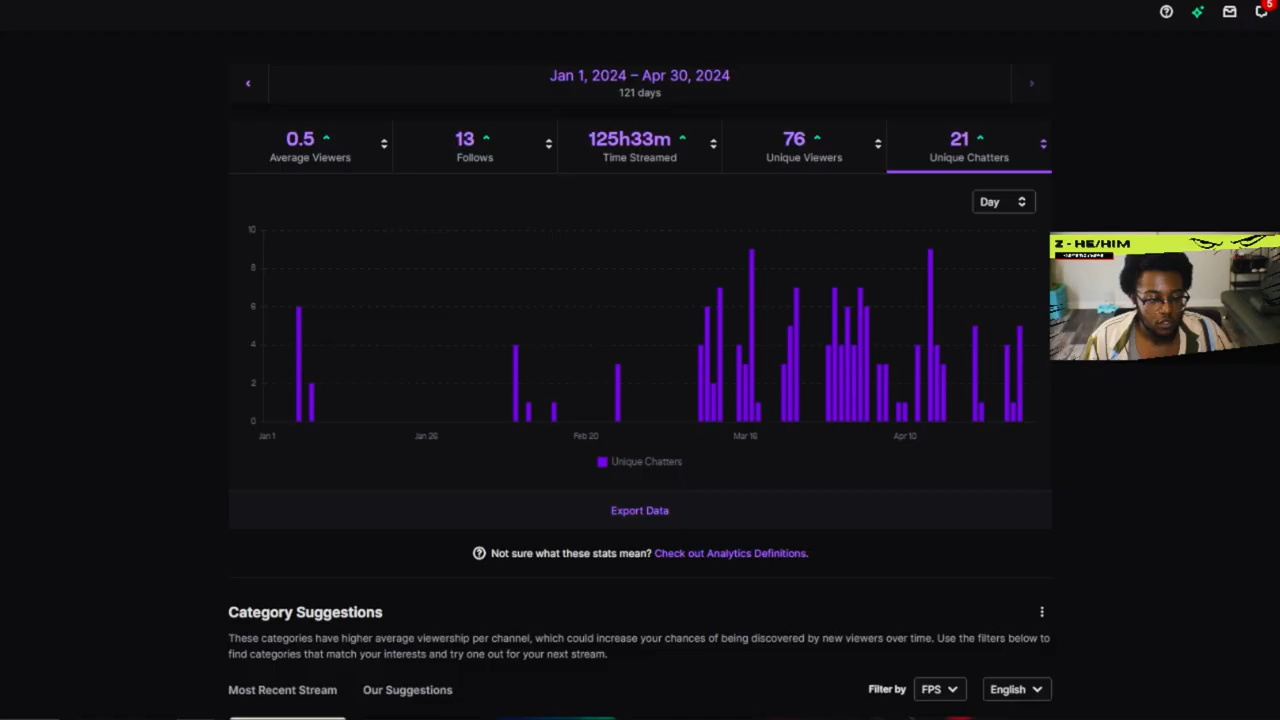 5
Jan 1, 2024 – Apr 30, 2024
121 days
0.5
Average Viewers
13
Follows
125h33m
Time Streamed
76
Unique Viewers
21
Unique Chatters
Day
10
8
6
4
2
0
Jan 1
Jan 26
Feb 20
Mar 16
Apr 10
Unique Chatters
Z - HE/HIM
Export Data
Not sure what these stats mean? Check out Analytics Definitions.
Category Suggestions
These categories have higher average viewership per channel, which could increase your chances of being discovered by new viewers over time. Use the filters below to
find categories that match your interests and try one out for your next stream.
Most Recent Stream
Our Suggestions
Filter by
FPS
English